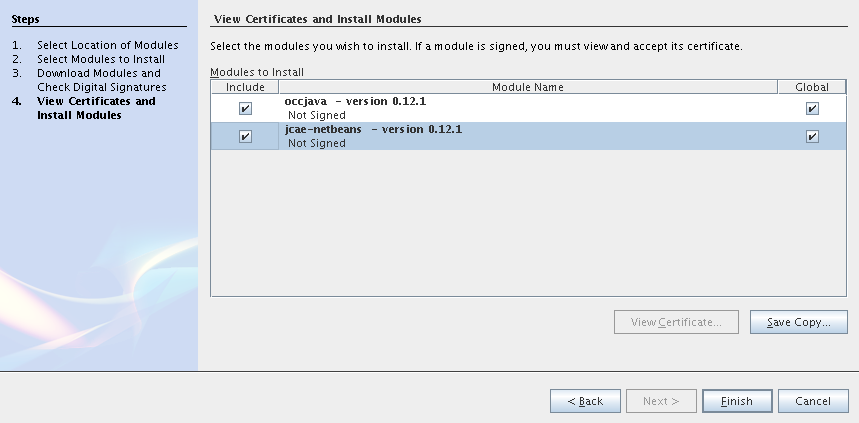 Steps
1. Select Location of Modules
2. Select Modules to Install
3. Download Modules and
Check Digital Signatures
4. View Certificates and
Install Modules
View Certificates and Install Modules
Select the modules you wish to install. If a module is signed, you must view and accept its certificate.
Modules to Install
Include Module Name Global
occjava - version 0.12.1
Not Signed
jcae-netbeans - version 0.12.1
Not Signed
View Certificate... Save Copy...
< Back Next > Finish Cancel